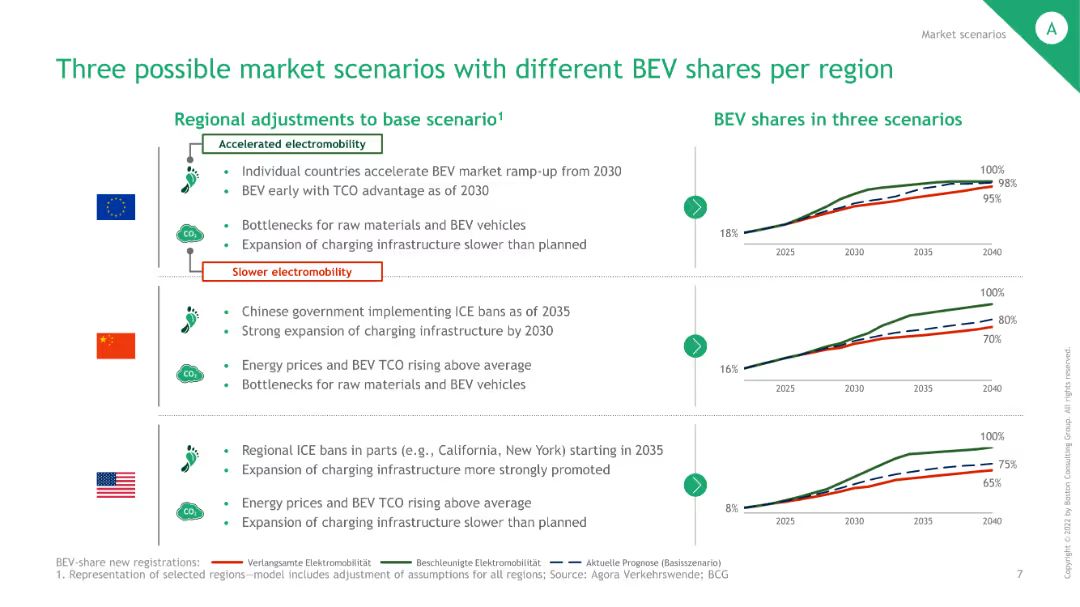 Market scenarios
A
Three possible market scenarios with different BEV shares per region
Regional adjustments to base scenario¹
BEV shares in three scenarios
Accelerated electromobility
• Individual countries accelerate BEV market ramp-up from 2030
• BEV early with TCO advantage as of 2030
CO₂
• Bottlenecks for raw materials and BEV vehicles
• Expansion of charging infrastructure slower than planned
Slower electromobility
100%
98%
95%
18%
2025 2030 2035 2040
• Chinese government implementing ICE bans as of 2035
• Strong expansion of charging infrastructure by 2030
CO₂
• Energy prices and BEV TCO rising above average
• Bottlenecks for raw materials and BEV vehicles
100%
80%
70%
16%
2025 2030 2035 2040
• Regional ICE bans in parts (e.g., California, New York) starting in 2035
• Expansion of charging infrastructure more strongly promoted
CO₂
• Energy prices and BEV TCO rising above average
• Expansion of charging infrastructure slower than planned
100%
75%
65%
8%
2025 2030 2035 2040
BEV-share new registrations: Verlangsamte Elektromobilität Beschleunigte Elektromobilität Aktuelle Prognose (Basisszenario)
1. Representation of selected regions—model includes adjustment of assumptions for all regions; Source: Agora Verkehrswende; BCG
7
Copyright © 2022 by Boston Consulting Group. All rights reserved.